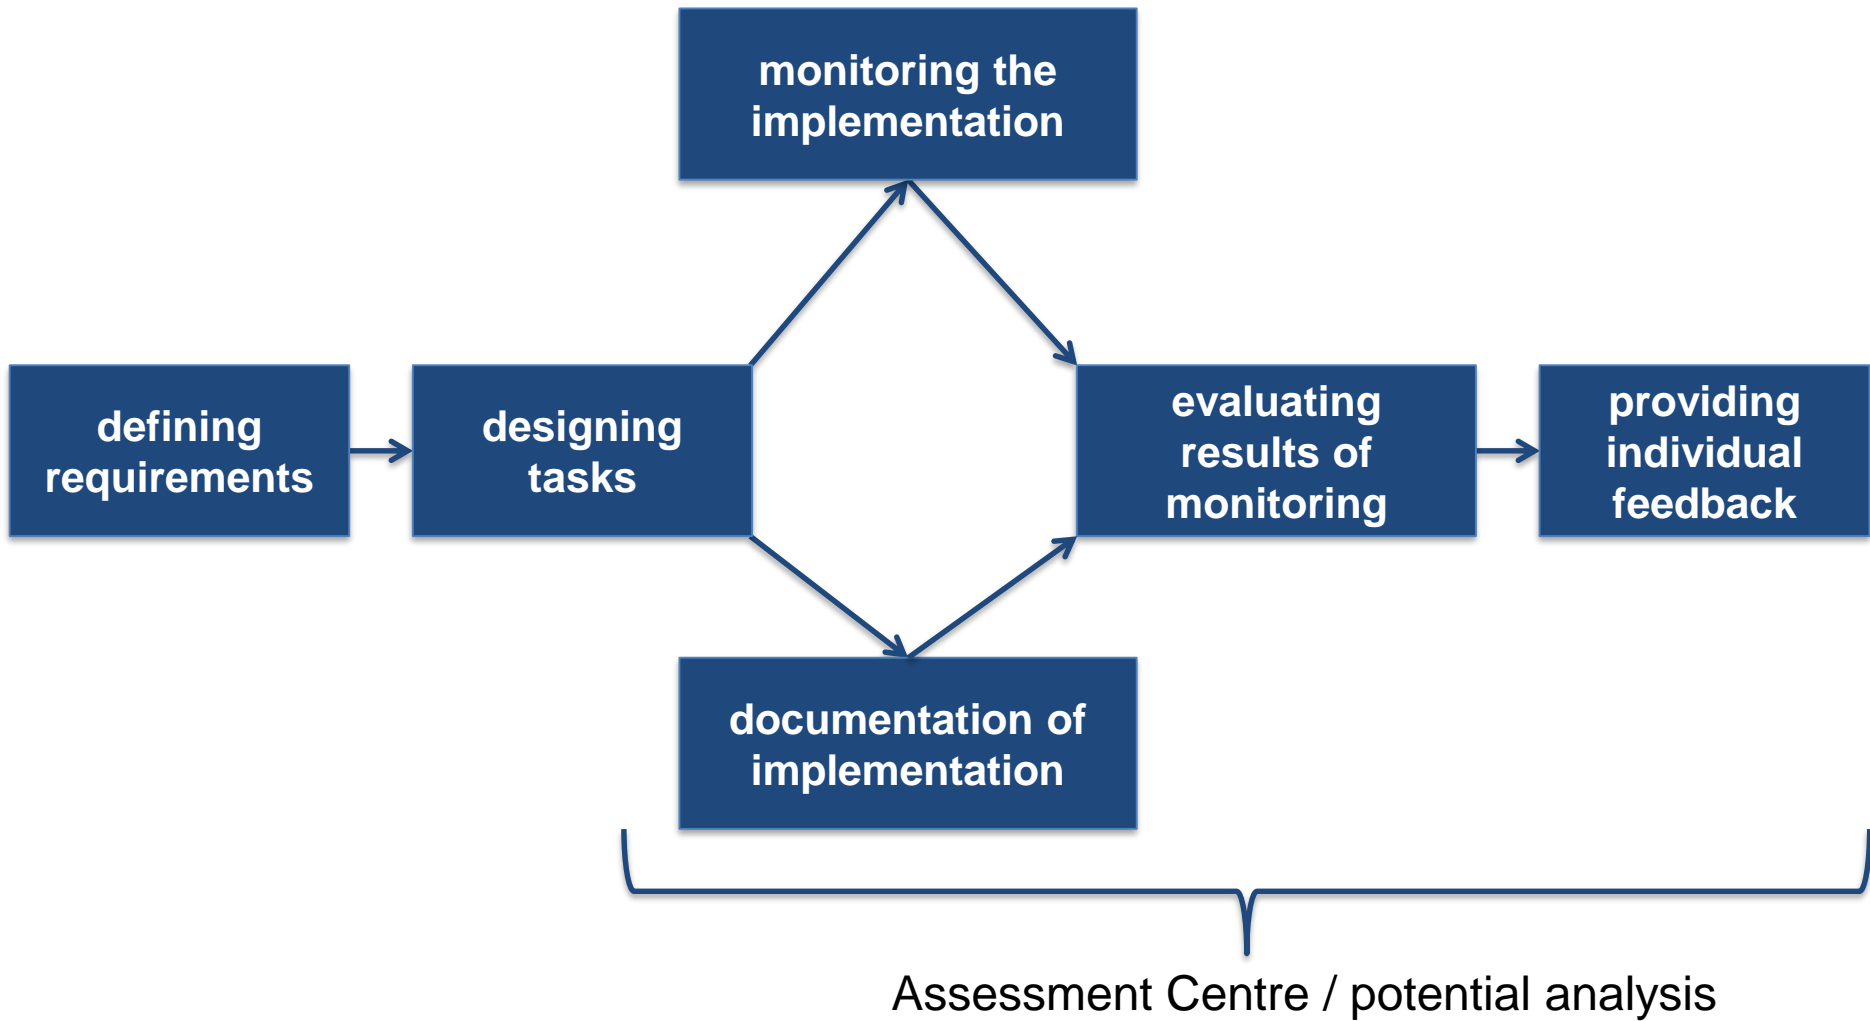 monitoring the
implementation
defining
requirements
designing
tasks
evaluating
results of
monitoring
providing
individual
feedback
documentation of
implementation
Assessment Centre / potential analysis